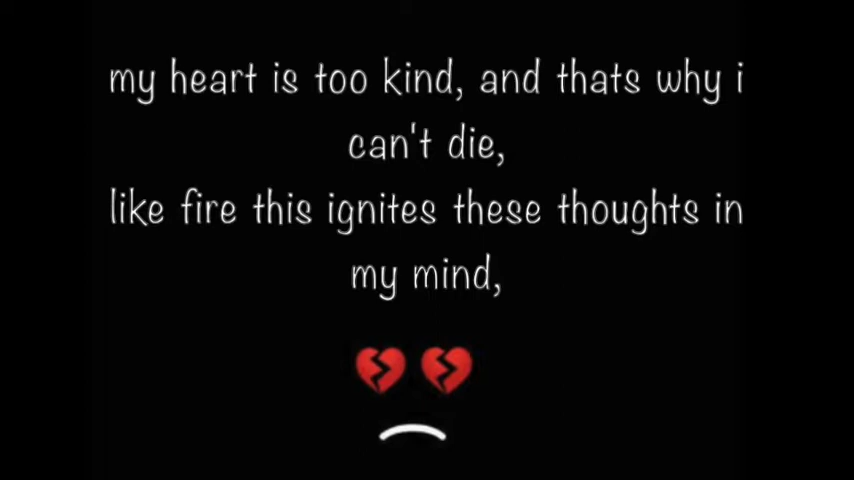 my heart is too kind, and thats why i
can't die,
like fire this ignites these thoughts in
my mind,